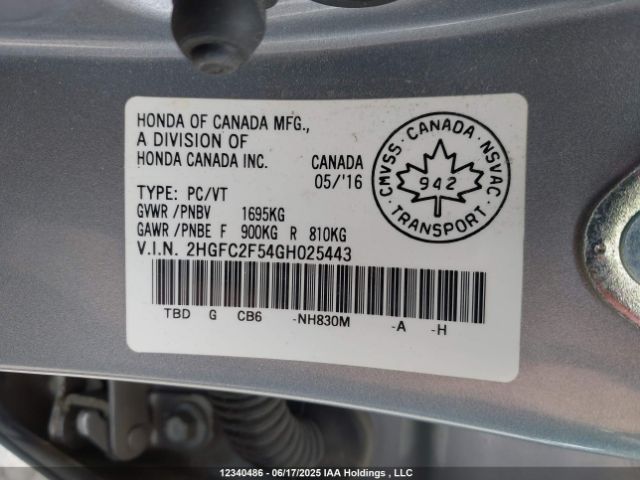 HONDA OF CANADA MFG.,
A DIVISION OF
HONDA CANADA INC.
CANADA
05/'16
TYPE: PC/VT
GVWR /PNBV 1695KG
GAWR /PNBE F 900KG R 810KG
V.I.N. 2HGFC2F54GH025443
TBD G CB6 -NH830M -A -H
CMVSS · CANADA · NSVAC
942
TRANSPORT
12340486 - 06/17/2025 IAA Holdings , LLC